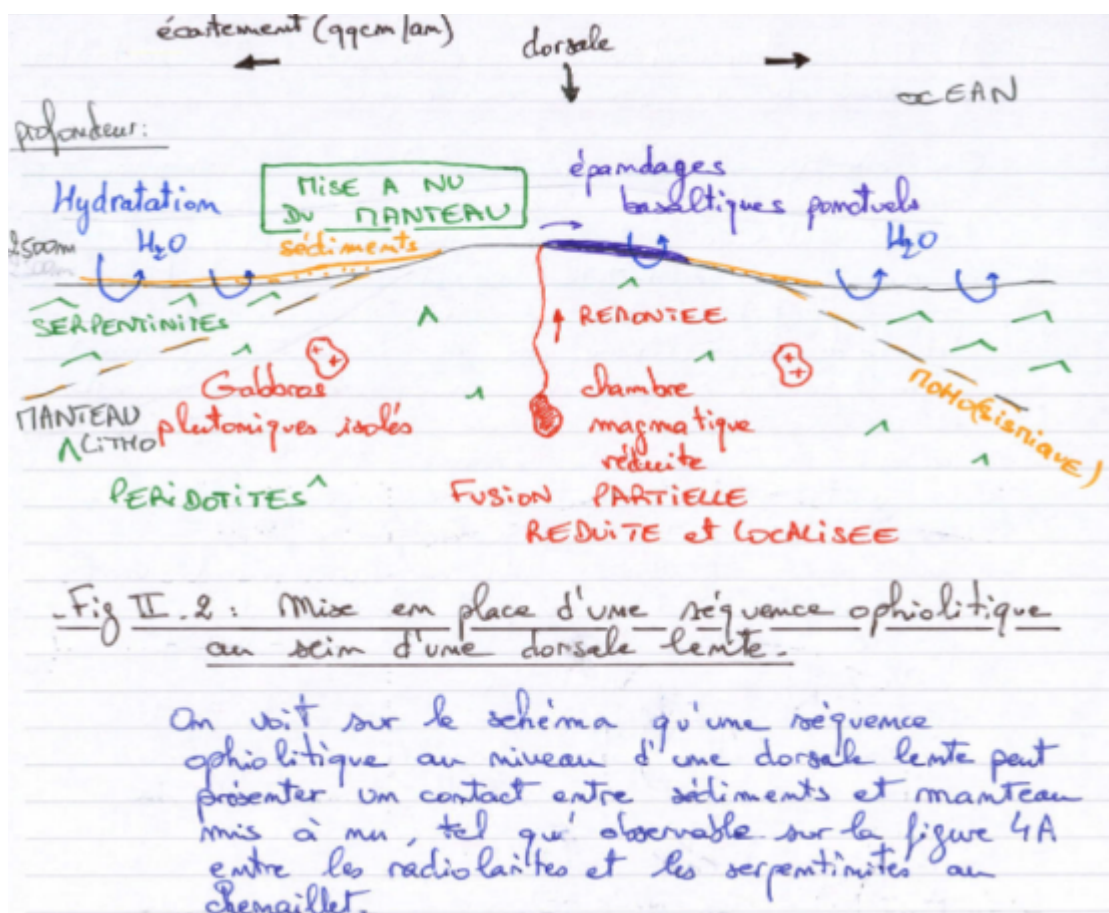 écartement (qqcm/an)
dorsale
OCEAN
profondeur:
Hydratation
MISE A NU
DU MANTEAU
épandages
basaltiques ponctuels
2500m
H₂O
sédiments
H₂O
SERPENTINITES
REMONTEE
Gabbros
plutoniques isolés
chambre
magmatique
réduite
MOHO (sismique)
MANTEAU
LITHO
PERIDOTITES
FUSION PARTIELLE
REDUITE et LOCALISEE
-Fig II.2 : Mise en place d'une séquence ophiolitique
au sein d'une dorsale lente.
On voit sur le schéma qu'une séquence
ophiolitique au niveau d'une dorsale lente peut
présenter un contact entre sédiments et manteau
mis à nu, tel qu'observable sur la figure 4A
entre les radiolarites et les serpentinites au
Chenaillet.